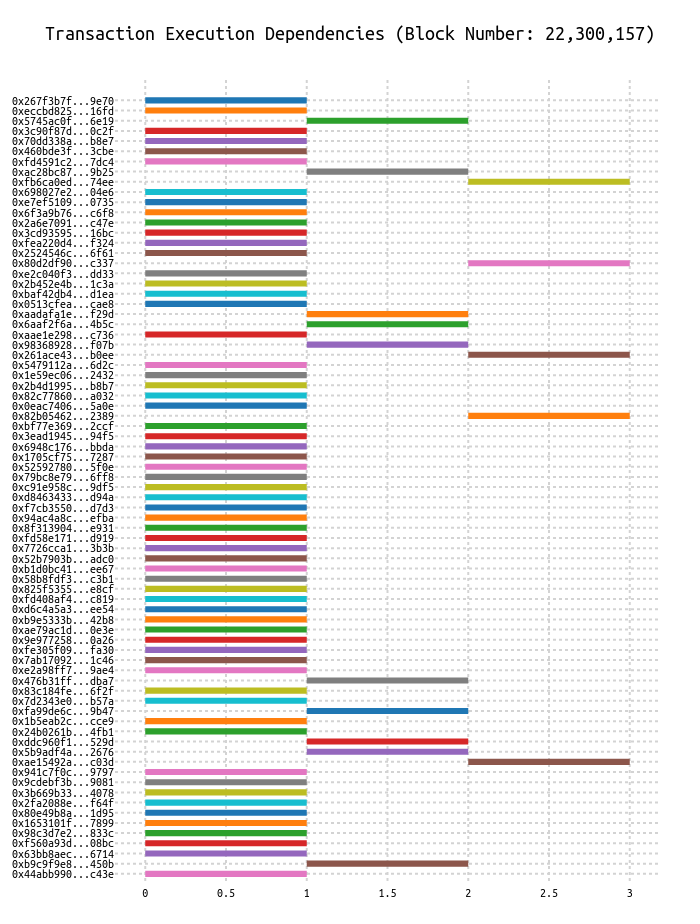 Transaction Execution Dependencies (Block Number: 22,300,157)
0x267f3b7f...9e70
0xeccbd825...16fd
0x5745ac0f...6e19
0x3c90f87d...0c2f
0x70dd338a...b8e7
0x460bde3f...3cbe
0xfd4591c2...7dc4
0xac28bc87...9b25
0xfb6ca0ed...74ee
0x698027e2...04e6
0xe7ef5109...0735
0x6f3a9b76...c6f8
0x2a6e7091...c47e
0x3cd93595...16bc
0xfea220d4...f324
0x2524546c...6f61
0x80d2df90...c337
0xe2c040f3...dd33
0x2b452e4b...1c3a
0xbaf42db4...d1ea
0x0513cfea...cae8
0xaadafa1e...f29d
0x6aaf2f6a...4b5c
0xaae1e298...c736
0x98368928...f07b
0x261ace43...b0ee
0x5479112a...6d2c
0x1e59ec06...2432
0x2b4d1995...b8b7
0x82c77860...a032
0x0eac7406...5a0e
0x82b05462...2389
0xbf77e369...2ccf
0x3ead1945...94f5
0x6948c176...bbda
0x1705cf75...7287
0x52592780...5f0e
0x79bc8e79...6ff8
0xc91e958c...9df5
0xd8463433...d94a
0xf7cb3550...d7d3
0x94ac4a8c...efba
0x8f313904...e931
0xfd58e171...d919
0x7726cca1...3b3b
0x52b7903b...adc0
0xb1d0bc41...ee67
0x58b8fdf3...c3b1
0x825f5355...e8cf
0xfd408af4...c819
0xd6c4a5a3...ee54
0xb9e5333b...42b8
0xae79ac1d...0e3e
0x9e977258...0a26
0xfe305f09...fa30
0x7ab17092...1c46
0xe2a98ff7...9ae4
0x476b31ff...dba7
0x83c184fe...6f2f
0x7d2343e0...b57a
0xfa99de6c...9b47
0x1b5eab2c...cce9
0x24b0261b...4fb1
0xddc960f1...529d
0x5b9adf4a...2676
0xae15492a...c03d
0x941c7f0c...9797
0x9cdebf3b...9081
0x3b669b33...4078
0x2fa2088e...f64f
0x80e49b8a...1d95
0x1653101f...7899
0x98c3d7e2...833c
0xf560a93d...08bc
0x63bb8aec...6714
0xb9c9f9e8...450b
0x44abb990...c43e
0 0.5 1 1.5 2 2.5 3